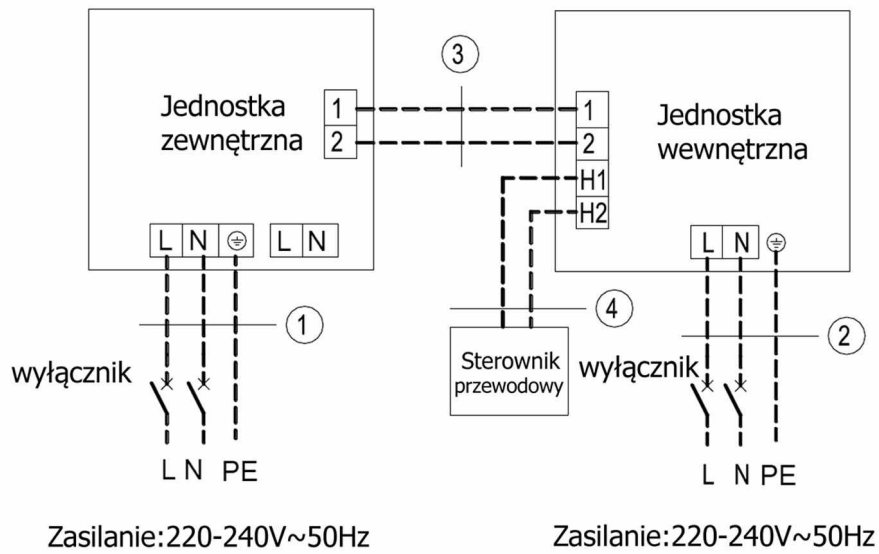 Jednostka
zewnętrzna
1
2
L N
L N
3
1
2
H1
H2
Jednostka
wewnętrzna
L N
1
4
2
wyłącznik
Sterownik
przewodowy
wyłącznik
L N PE
L N PE
Zasilanie:220-240V~50Hz
Zasilanie:220-240V~50Hz